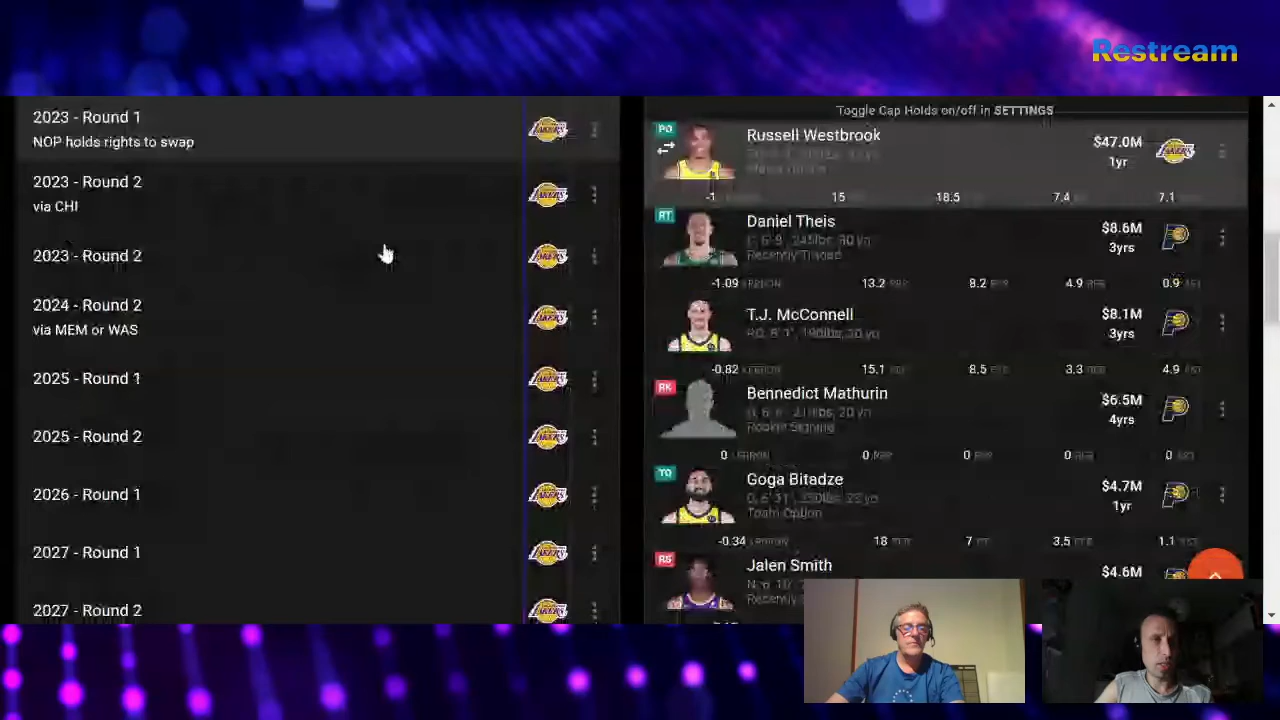 Restream
2023 - Round 1
NOP holds rights to swap
2023 - Round 2
via CHI
2023 - Round 2
2024 - Round 2
via MEM or WAS
2025 - Round 1
2025 - Round 2
2026 - Round 1
2027 - Round 1
2027 - Round 2
Toggle Cap Holds on/off in SETTINGS
PO
Russell Westbrook
$47.0M
1yr
LAKERS
-1
15
18.5
7.4
7.1
RT
Daniel Theis
$8.6M
3yrs
Recently Traded
-1.09
13.2
8.2
4.9
0.9
T.J. McConnell
$8.1M
3yrs
-0.82
15.1
8.5
3.3
4.9
RK
Bennedict Mathurin
$6.5M
4yrs
Rookie Signing
0
0
0
0
0
TO
Goga Bitadze
$4.7M
1yr
Team Option
-0.34
18
7
3.5
1.1
RS
Jalen Smith
$4.6M
Recently